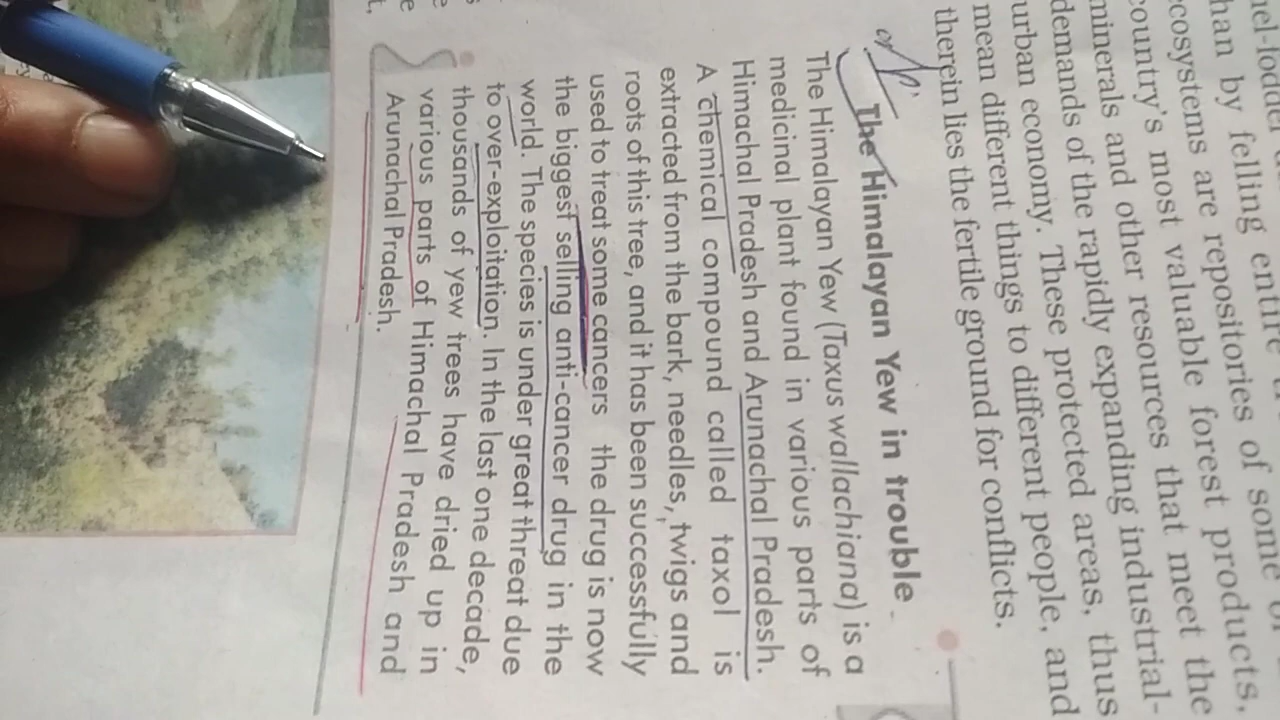 han by felling entire
ecosystems are repositories of some of
country's most valuable forest products,
minerals and other resources that meet the
demands of the rapidly expanding industrial-
urban economy. These protected areas, thus
mean different things to different people, and
therein lies the fertile ground for conflicts.
The Himalayan Yew in trouble
The Himalayan Yew (Taxus wallachiana) is a
medicinal plant found in various parts of
Himachal Pradesh and Arunachal Pradesh.
A chemical compound called taxol is
extracted from the bark, needles, twigs and
roots of this tree, and it has been successfully
used to treat some cancers the drug is now
the biggest selling anti-cancer drug in the
world. The species is under great threat due
to over-exploitation. In the last one decade,
thousands of yew trees have dried up in
various parts of Himachal Pradesh and
Arunachal Pradesh.